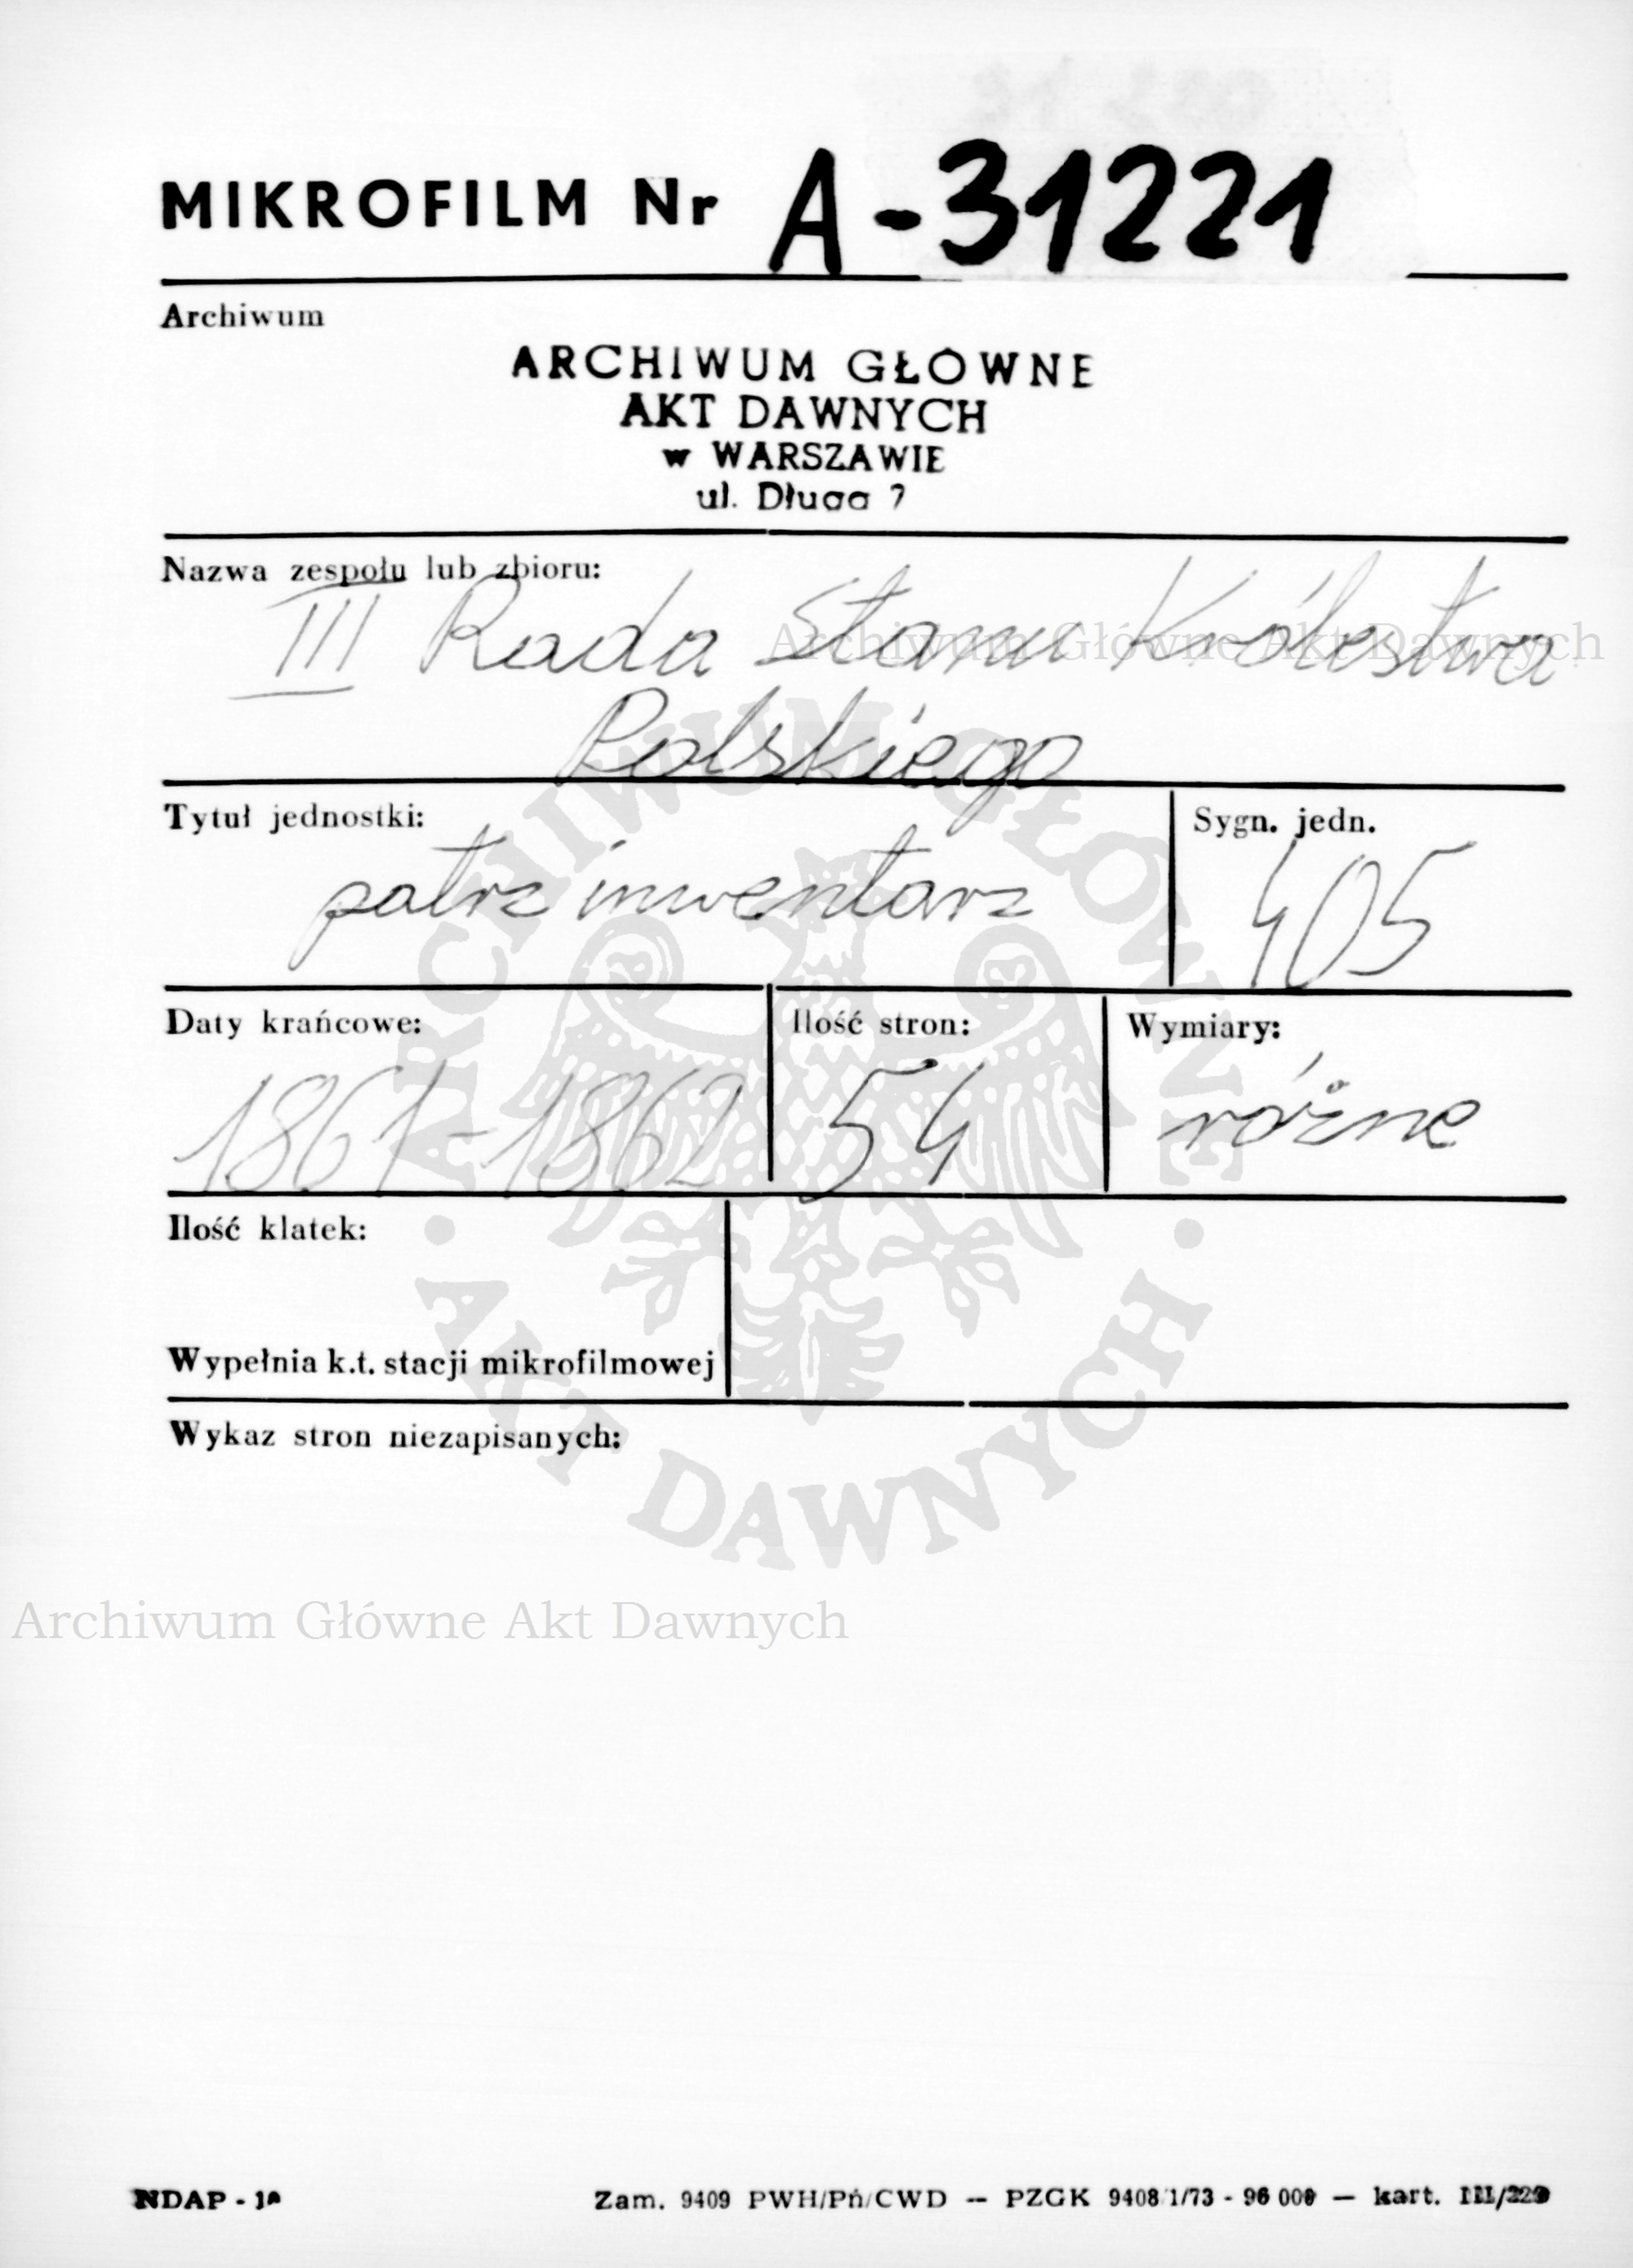 MIKROFILM Nr A-31221
Archiwum
ARCHIWUM GŁÓWNE
AKT DAWNYCH
w WARSZAWIE
ul. Długa 7
Nazwa zespołu lub zbioru:
III Rada Stanu Królestwa
Archiwum Główne Akt Dawnych
Polskiego
Tytuł jednostki:
patrz inwentarz
Sygn. jedn.
405
Daty krańcowe:
1861-1862
Ilość stron:
54
Wymiary:
różne
Ilość klatek:
Wypełnia k.t. stacji mikrofilmowej
Wykaz stron niezapisanych:
ARCHIWUM GŁÓWNE
· AKT DAWNYCH ·
Archiwum Główne Akt Dawnych
NDAP -
Zam. 9409 PWH/Pń/CWD — PZGK 9408 1/73 - 96 000 — kart.